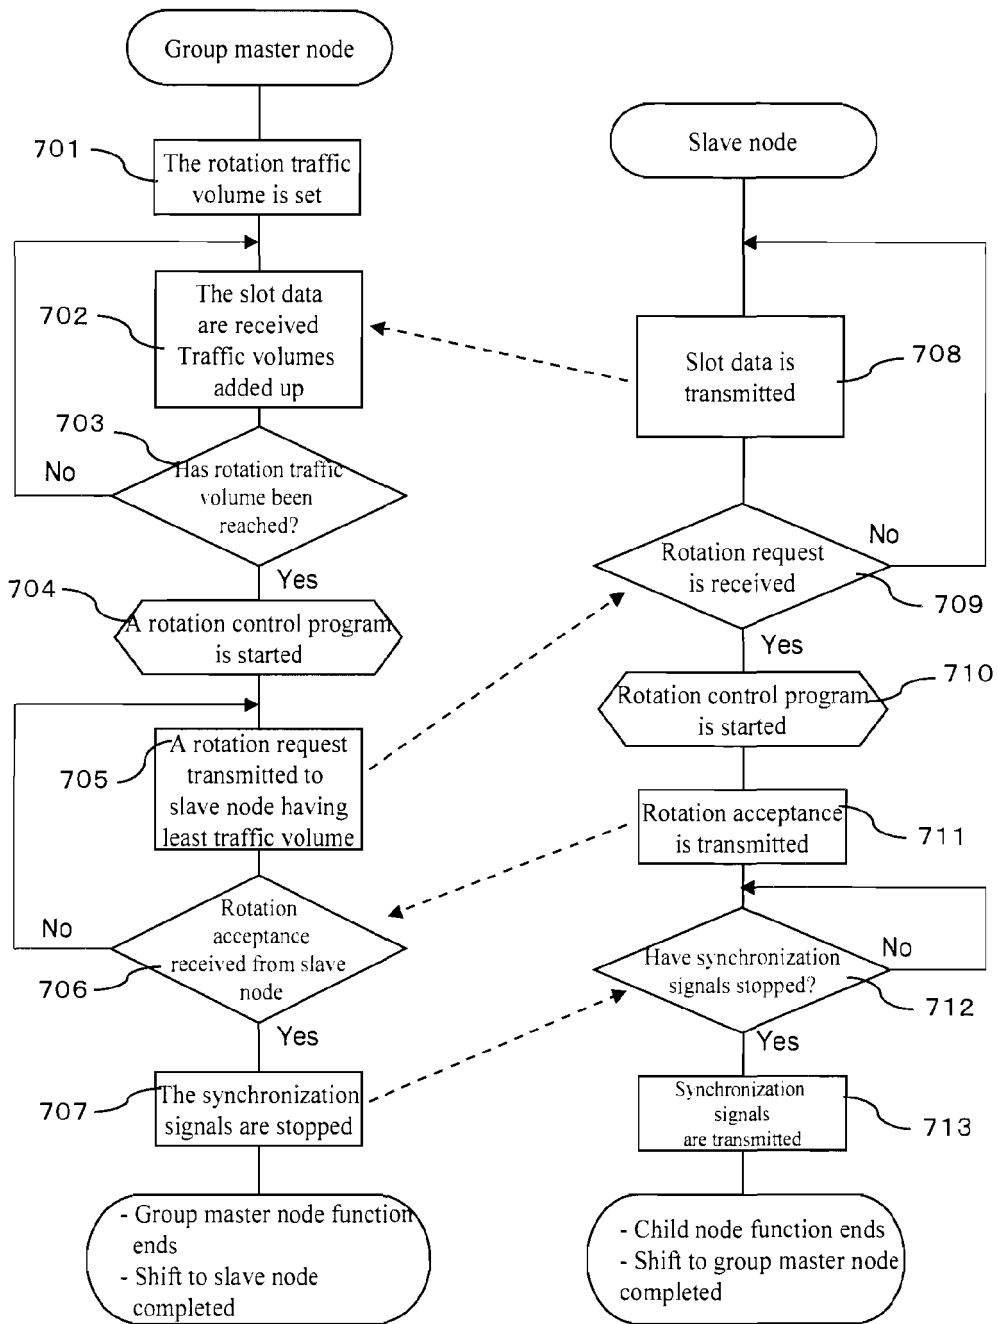 Group master node
701
The rotation traffic
volume is set
702
The slot data
are received
Traffic volumes
added up
703
Has rotation traffic
volume been
reached?
No
Yes
704
A rotation control program
is started
705
A rotation request
transmitted to
slave node having
least traffic volume
706
Rotation
acceptance
received from slave
node
No
Yes
707
The synchronization
signals are stopped
- Group master node function
ends
- Shift to slave node
completed
Slave node
708
Slot data is
transmitted
Rotation request
is received
No
709
Yes
710
Rotation control program
is started
Rotation acceptance
is transmitted
711
Have synchronization
signals stopped?
No
712
Yes
Synchronization
signals
are transmitted
713
- Child node function ends
- Shift to group master node
completed